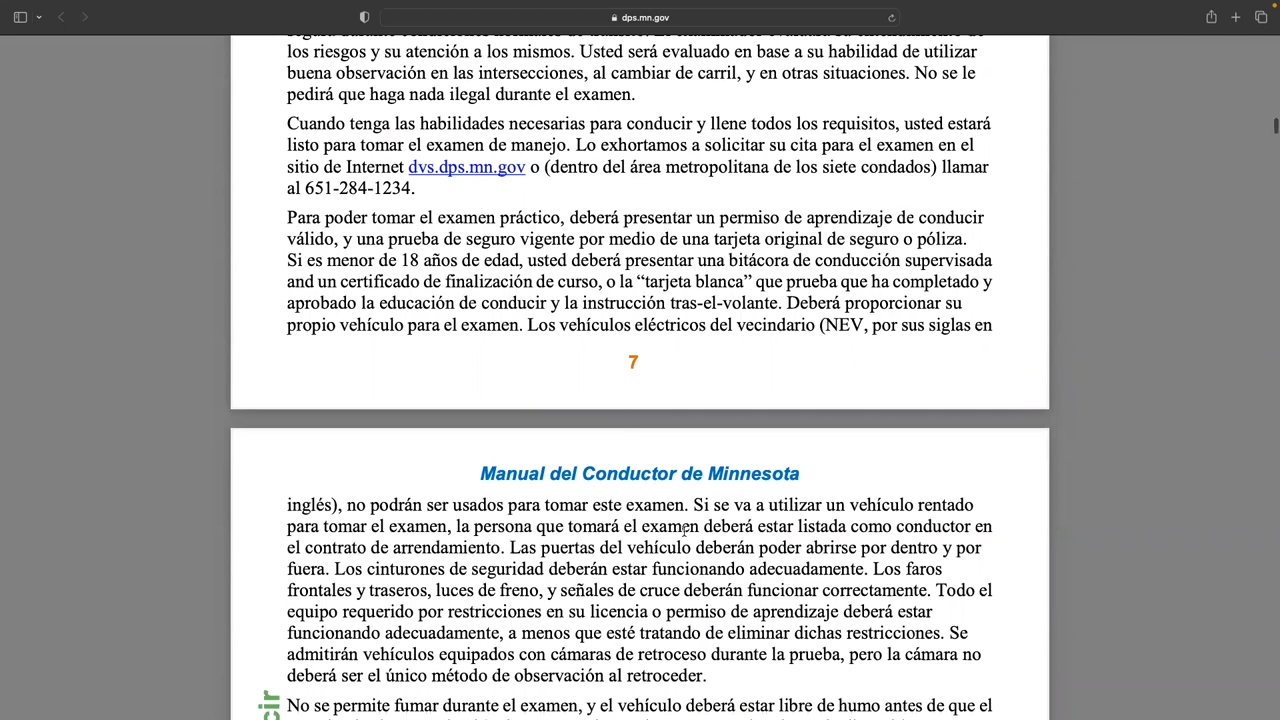 dps.mn.gov
los riesgos y su atención a los mismos. Usted será evaluado en base a su habilidad de utilizar
buena observación en las intersecciones, al cambiar de carril, y en otras situaciones. No se le
pedirá que haga nada ilegal durante el examen.
Cuando tenga las habilidades necesarias para conducir y llene todos los requisitos, usted estará
listo para tomar el examen de manejo. Lo exhortamos a solicitar su cita para el examen en el
sitio de Internet dvs.dps.mn.gov o (dentro del área metropolitana de los siete condados) llamar
al 651-284-1234.
Para poder tomar el examen práctico, deberá presentar un permiso de aprendizaje de conducir
válido, y una prueba de seguro vigente por medio de una tarjeta original de seguro o póliza.
Si es menor de 18 años de edad, usted deberá presentar una bitácora de conducción supervisada
and un certificado de finalización de curso, o la “tarjeta blanca” que prueba que ha completado y
aprobado la educación de conducir y la instrucción tras-el-volante. Deberá proporcionar su
propio vehículo para el examen. Los vehículos eléctricos del vecindario (NEV, por sus siglas en
7
Manual del Conductor de Minnesota
inglés), no podrán ser usados para tomar este examen. Si se va a utilizar un vehículo rentado
para tomar el examen, la persona que tomará el examen deberá estar listada como conductor en
el contrato de arrendamiento. Las puertas del vehículo deberán poder abrirse por dentro y por
fuera. Los cinturones de seguridad deberán estar funcionando adecuadamente. Los faros
frontales y traseros, luces de freno, y señales de cruce deberán funcionar correctamente. Todo el
equipo requerido por restricciones en su licencia o permiso de aprendizaje deberá estar
funcionando adecuadamente, a menos que esté tratando de eliminar dichas restricciones. Se
admitirán vehículos equipados con cámaras de retroceso durante la prueba, pero la cámara no
deberá ser el único método de observación al retroceder.
cir
No se permite fumar durante el examen, y el vehículo deberá estar libre de humo antes de que el